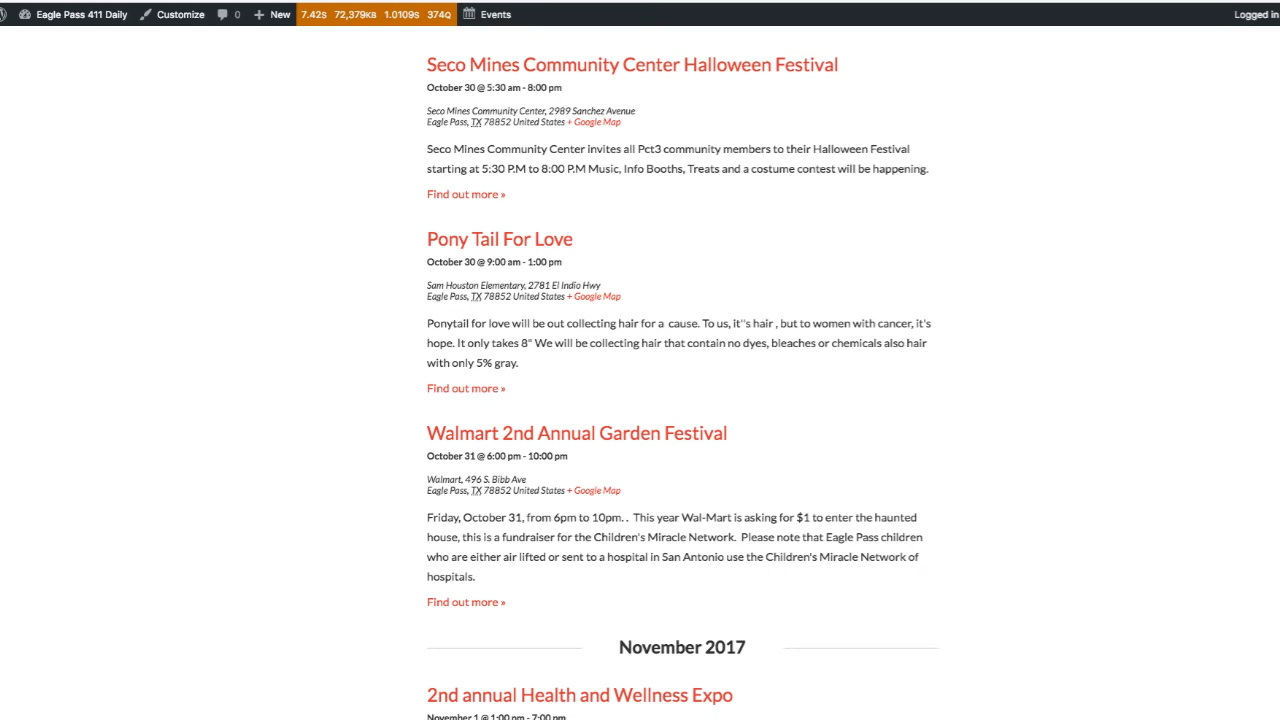 Eagle Pass 411 Daily Customize 0 New 7.42S 72,379KB 1.0109S 374Q Events Logged in
Seco Mines Community Center Halloween Festival
October 30 @ 5:30 am - 8:00 pm
Seco Mines Community Center, 2989 Sanchez Avenue
Eagle Pass, TX 78852 United States + Google Map
Seco Mines Community Center invites all Pct3 community members to their Halloween Festival
starting at 5:30 P.M to 8:00 P.M Music, Info Booths, Treats and a costume contest will be happening.
Find out more »
Pony Tail For Love
October 30 @ 9:00 am - 1:00 pm
Sam Houston Elementary, 2781 El Indio Hwy
Eagle Pass, TX 78852 United States + Google Map
Ponytail for love will be out collecting hair for a cause. To us, it''s hair , but to women with cancer, it's
hope. It only takes 8" We will be collecting hair that contain no dyes, bleaches or chemicals also hair
with only 5% gray.
Find out more »
Walmart 2nd Annual Garden Festival
October 31 @ 6:00 pm - 10:00 pm
Walmart, 496 S. Bibb Ave
Eagle Pass, TX 78852 United States + Google Map
Friday, October 31, from 6pm to 10pm. . This year Wal-Mart is asking for $1 to enter the haunted
house, this is a fundraiser for the Children's Miracle Network. Please note that Eagle Pass children
who are either air lifted or sent to a hospital in San Antonio use the Children's Miracle Network of
hospitals.
Find out more »
November 2017
2nd annual Health and Wellness Expo
November 1 @ 1:00 pm - 7:00 pm